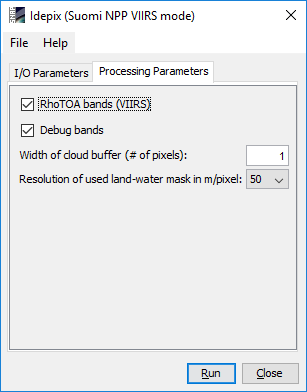 Idepix (Suomi NPP VIIRS mode)
File Help
I/O Parameters Processing Parameters
RhoTOA bands (VIIRS)
Debug bands
Width of cloud buffer (# of pixels): 1
Resolution of used land-water mask in m/pixel: 50
Run Close